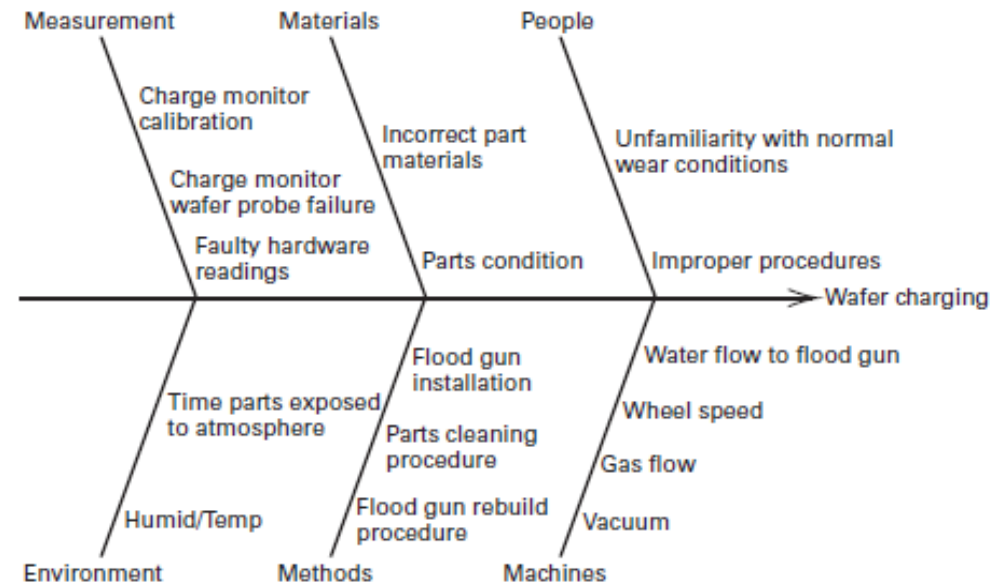 Measurement
Materials
People
Charge monitor
calibration
Charge monitor
wafer probe failure
Faulty hardware
readings
Incorrect part
materials
Parts condition
Unfamiliarity with normal
wear conditions
Improper procedures
Wafer charging
Time parts exposed
to atmosphere
Humid/Temp
Flood gun
installation
Parts cleaning
procedure
Flood gun rebuild
procedure
Water flow to flood gun
Wheel speed
Gas flow
Vacuum
Environment
Methods
Machines